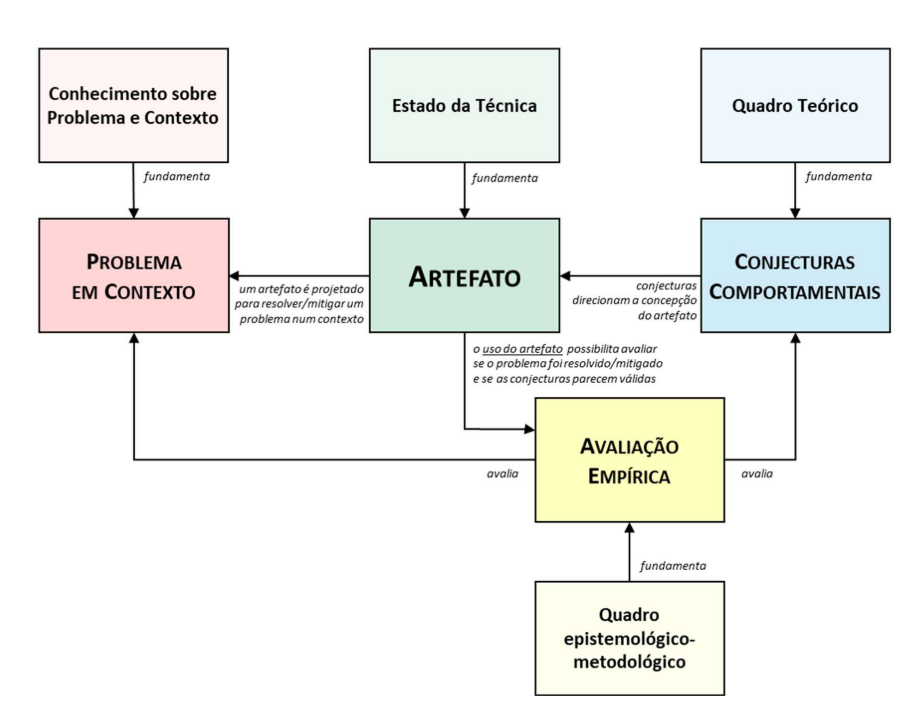 Conhecimento sobre
Problema e Contexto
Estado da Técnica
Quadro Teórico
fundamenta
fundamenta
fundamenta
PROBLEMA
EM CONTEXTO
ARTEFATO
CONJECTURAS
COMPORTAMENTAIS
um artefato é projetado
para resolver/mitigar um
problema num contexto
conjecturas
direcionam a concepção
do artefato
o uso do artefato possibilita avaliar
se o problema foi resolvido/mitigado
e se as conjecturas parecem válidas
AVALIAÇÃO
EMPÍRICA
avalia
avalia
fundamenta
Quadro
epistemológico-
metodológico